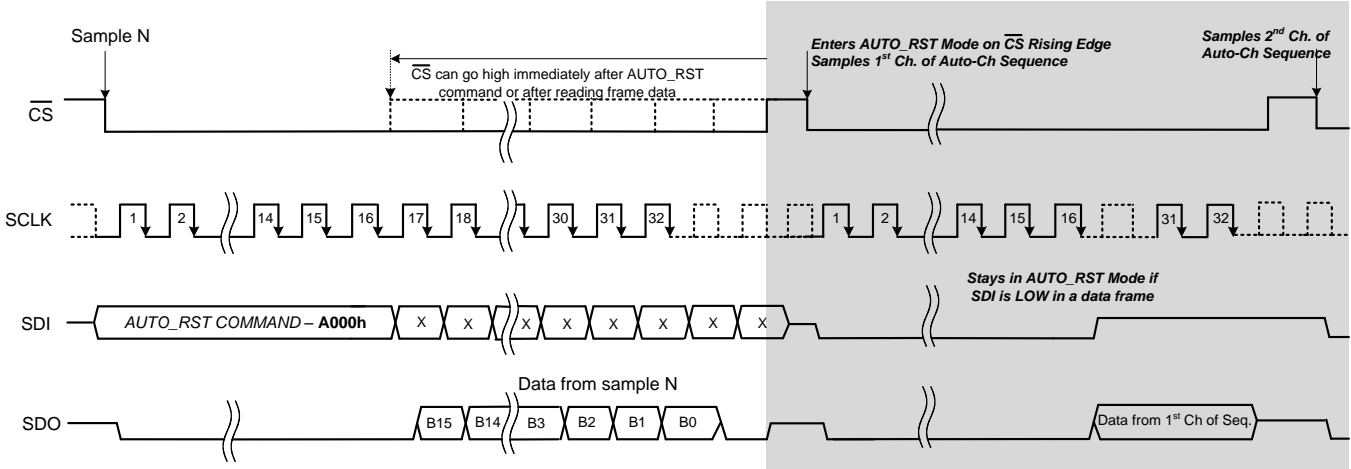 Sample N
Enters AUTO_RST Mode on CS Rising Edge
Samples 1st Ch. of Auto-Ch Sequence
Samples 2nd Ch. of
Auto-Ch Sequence
CS can go high immediately after AUTO_RST
command or after reading frame data
CS
SCLK
1 2 14 15 16 17 18 30 31 32 1 2 14 15 16 31 32
Stays in AUTO_RST Mode if
SDI is LOW in a data frame
SDI
AUTO_RST COMMAND – A000h X X X X X X X X
Data from sample N
SDO
B15 B14 B3 B2 B1 B0 Data from 1st Ch of Seq.